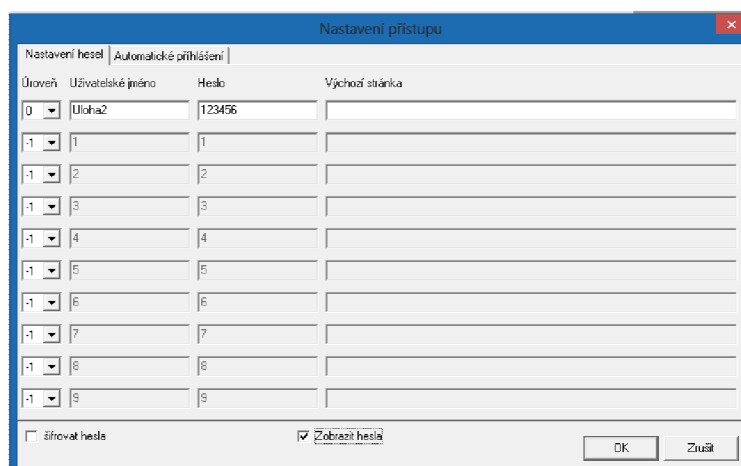 Nastavení přístupu
Nastavení hesel Automatické přihlášení
Úroveň Uživatelské jméno Heslo Výchozí stránka
0 Uloha2 123456
-1 1 1
-1 2 2
-1 3 3
-1 4 4
-1 5 5
-1 6 6
-1 7 7
-1 8 8
-1 9 9
šifrovat hesla Zobrazit hesla OK Zrušit